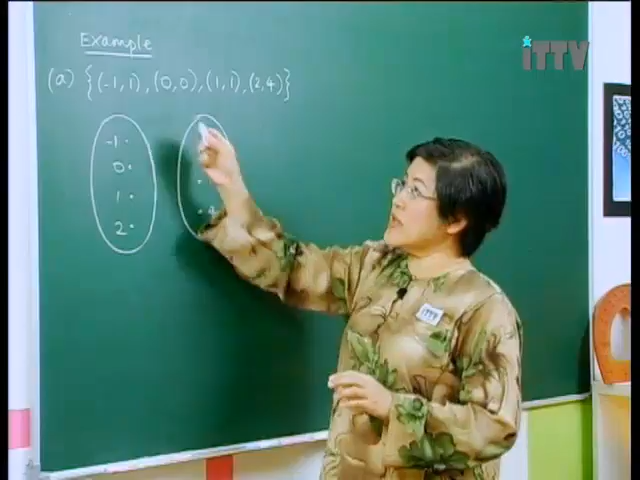 ITTV
Example
(a) {(-1,1),(0,0),(1,1),(2,4)}
-1
0
1
2
ITTV